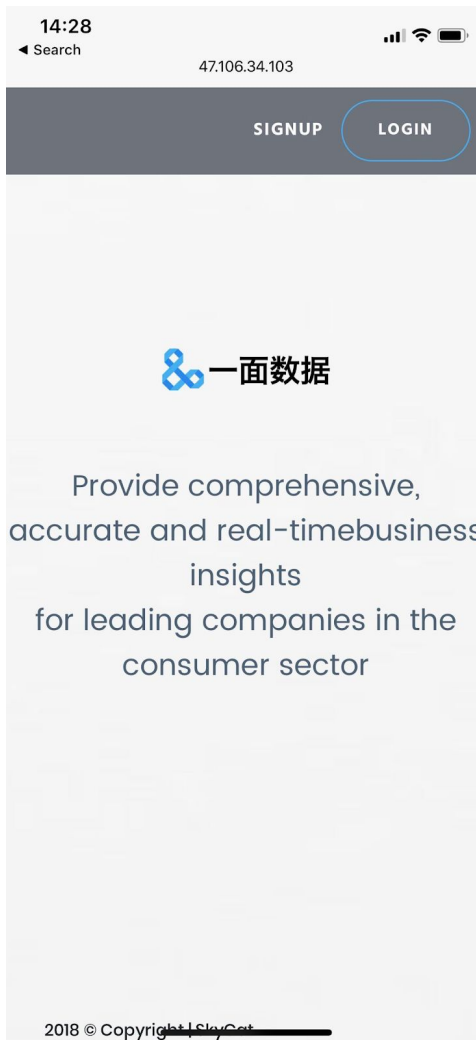 14:28
◀ Search
47.106.34.103
SIGNUP LOGIN
一面数据
Provide comprehensive,
accurate and real-timebusiness
insights
for leading companies in the
consumer sector
2018 © Copyright | SkyCat